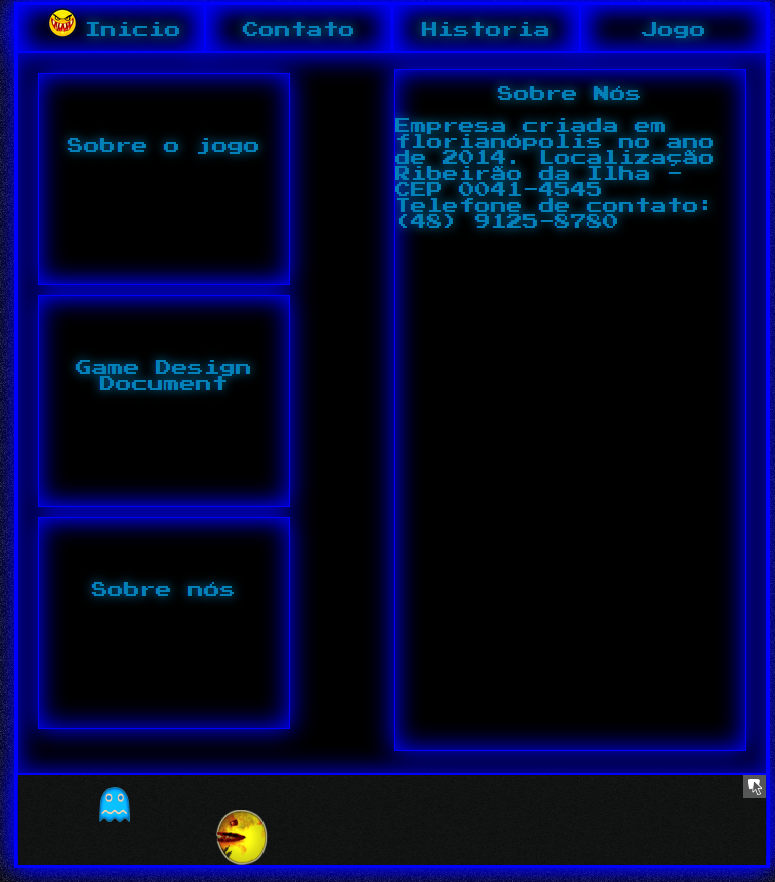 Inicio
Contato
Historia
Jogo
Sobre o jogo
Game Design
Document
Sobre nós
Sobre Nós
Empresa criada em
florianópolis no ano
de 2014. Localização
Ribeirão da Ilha -
CEP 0041-4545
Telefone de contato:
(48) 9125-8780